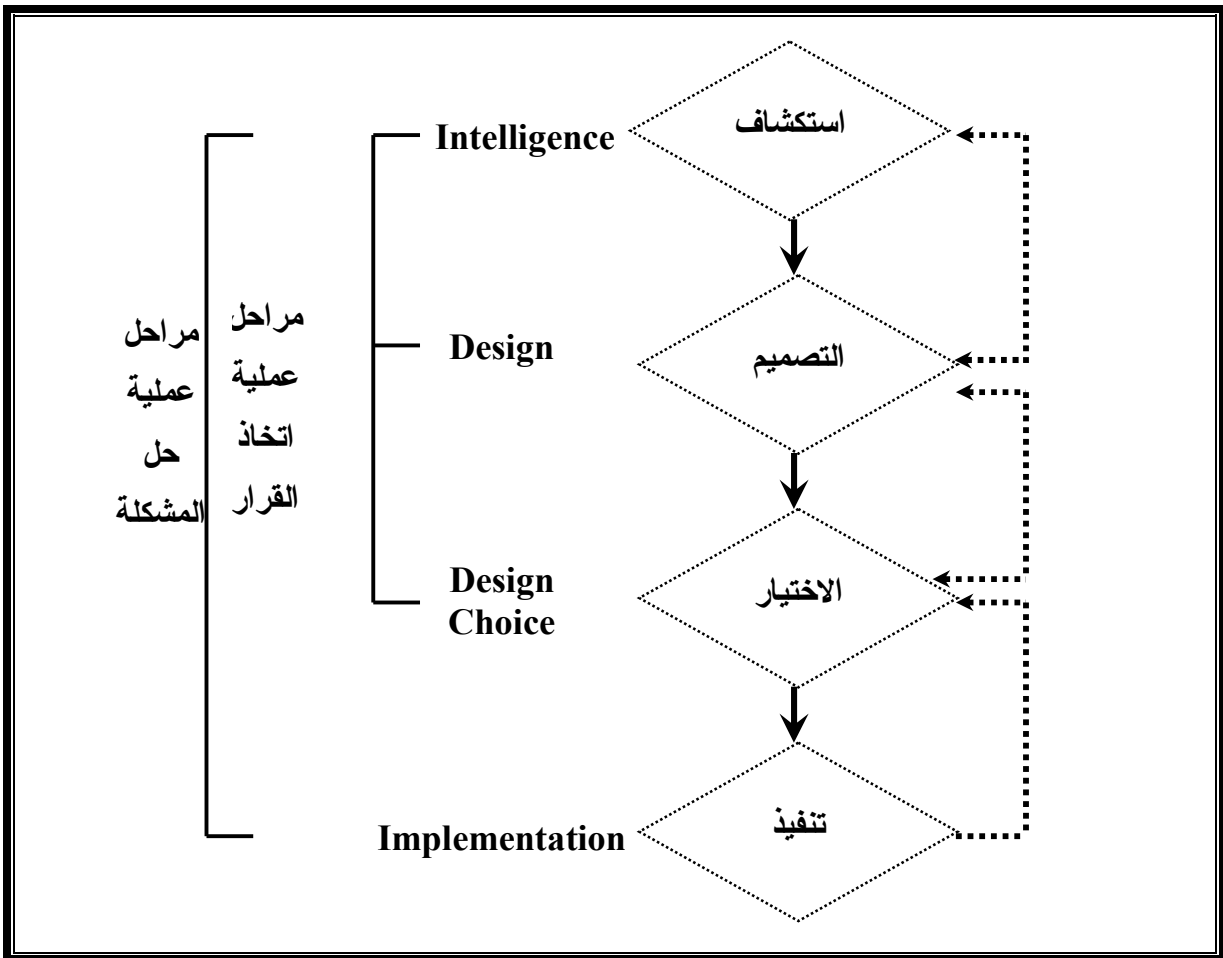 استكشاف
Intelligence
التصميم
Design
الاختيار
Design
Choice
تنفيذ
Implementation
مراحل
عملية
اتخاذ
القرار
مراحل
عملية
حل
المشكلة